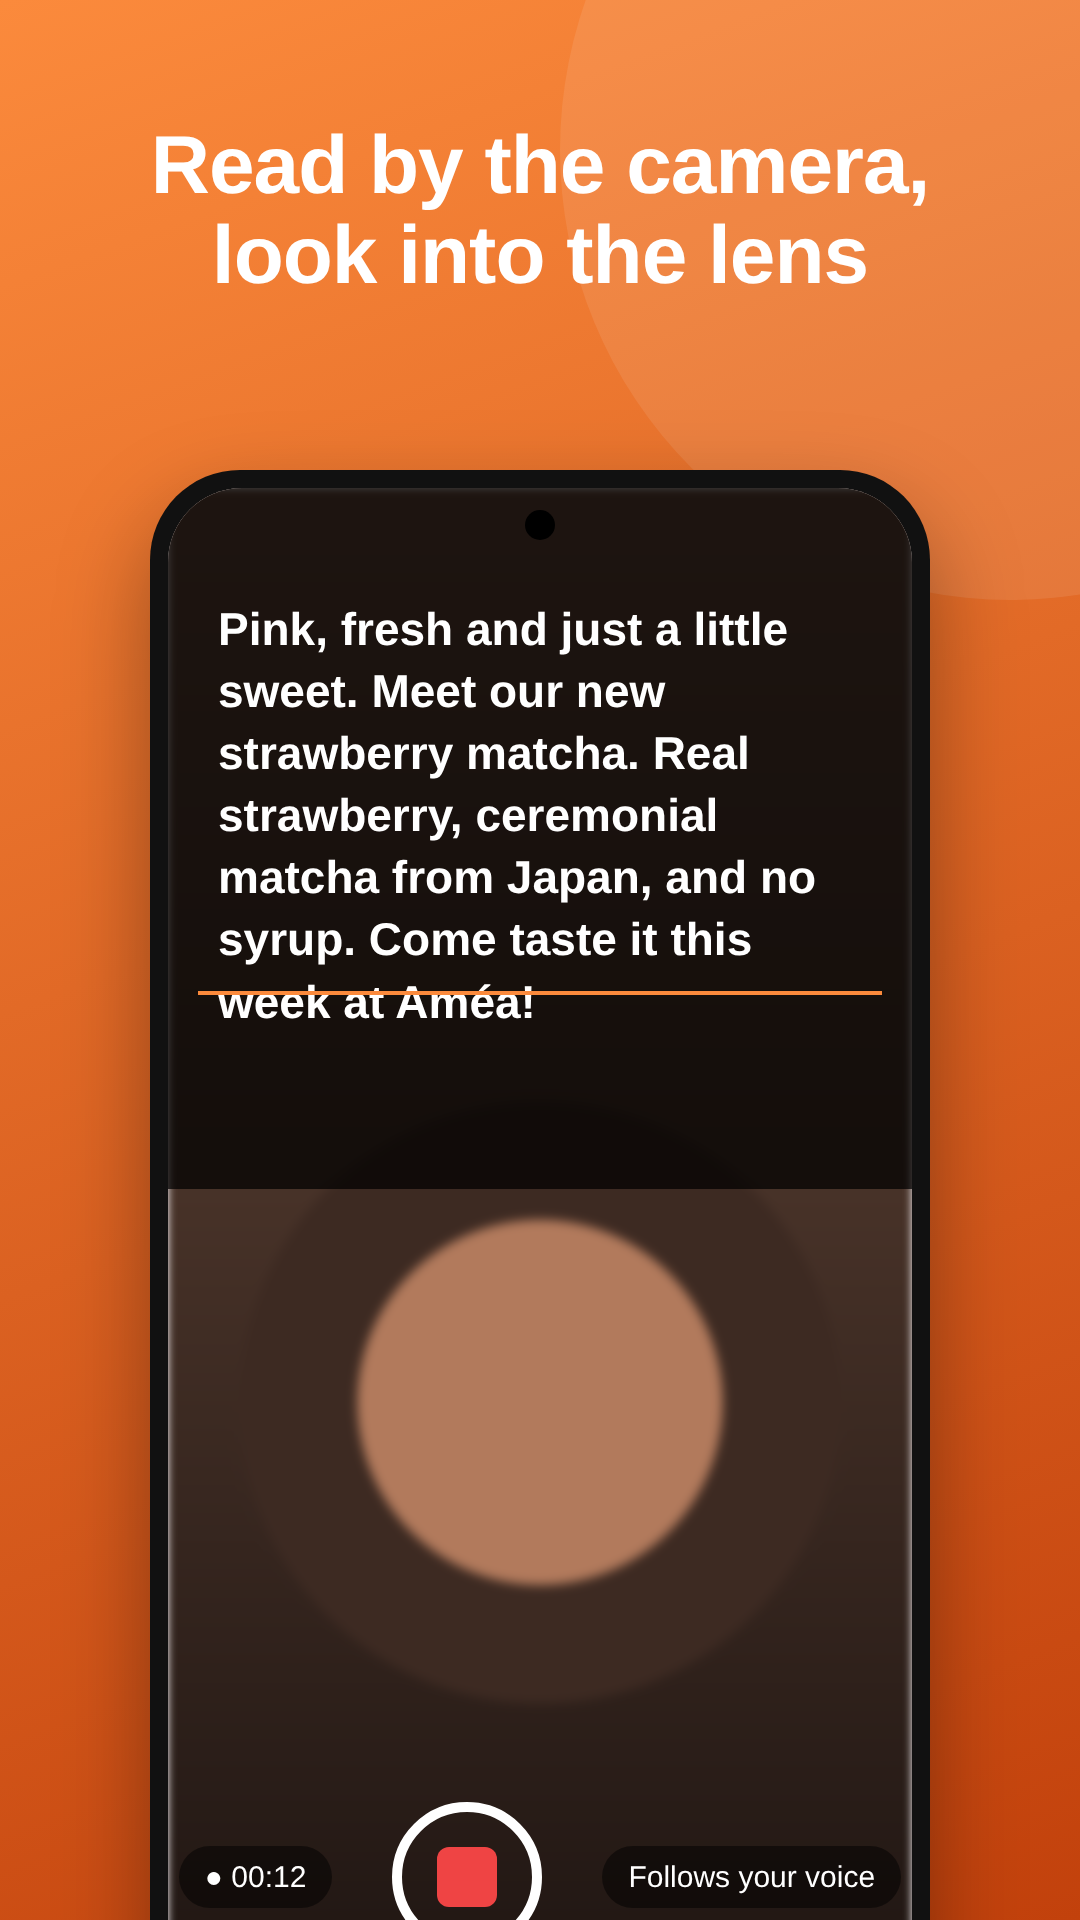 Read by the camera,
look into the lens
Pink, fresh and just a little
sweet. Meet our new
strawberry matcha. Real
strawberry, ceremonial
matcha from Japan, and no
syrup. Come taste it this
week at Améa!
● 00:12
Follows your voice